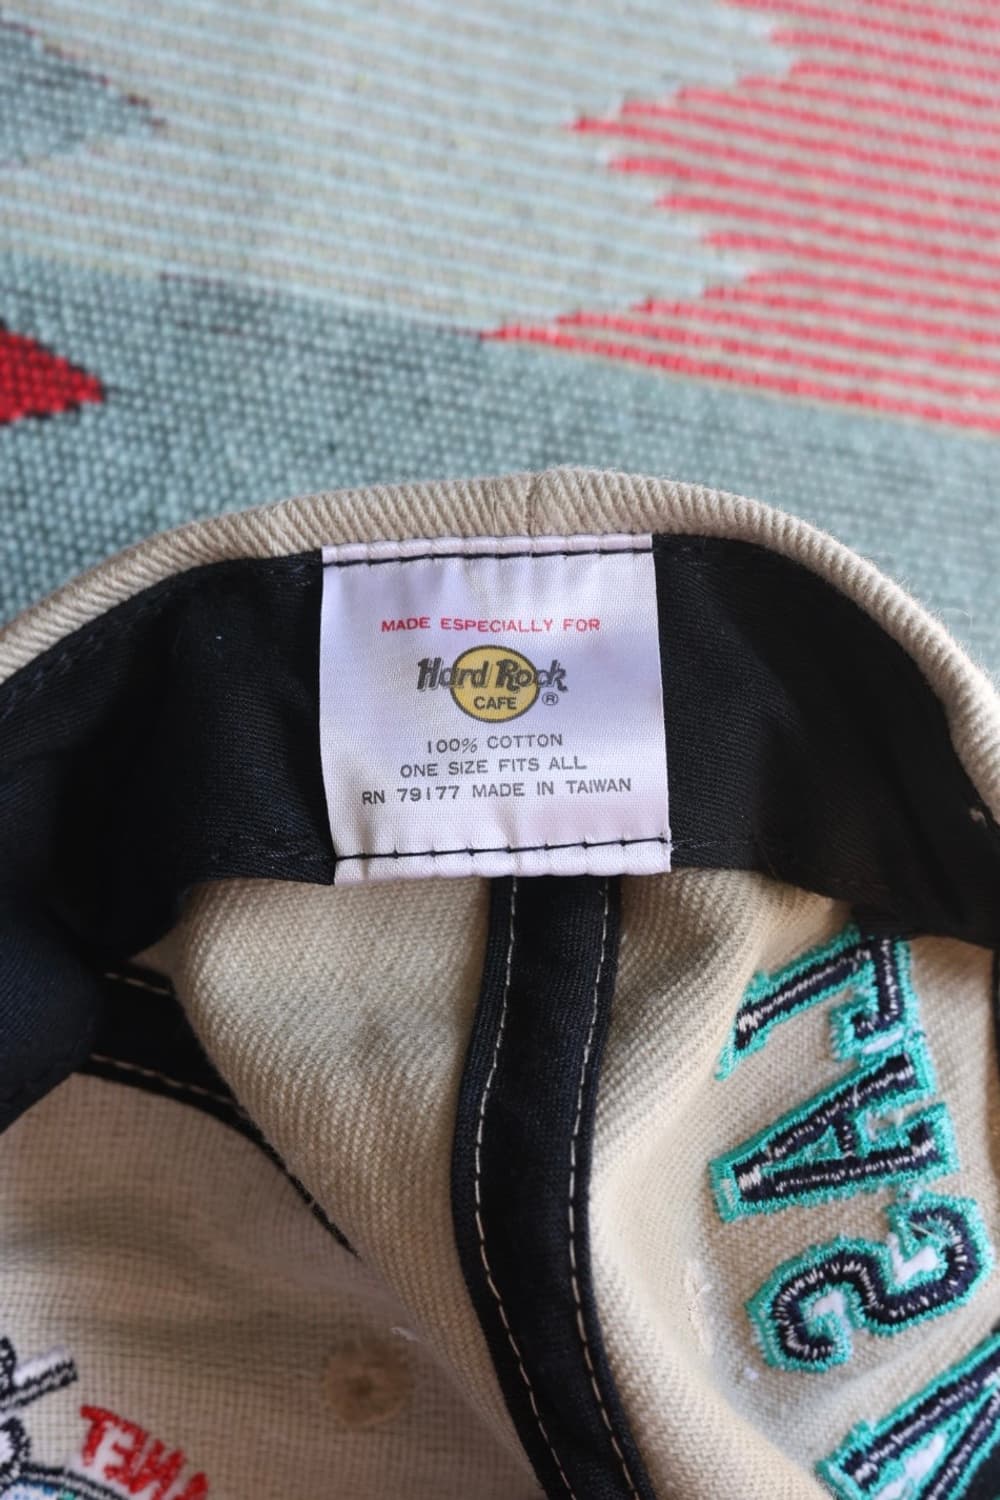 MADE ESPECIALLY FOR
Hard Rock
CAFE ®
100% COTTON
ONE SIZE FITS ALL
RN 79177 MADE IN TAIWAN